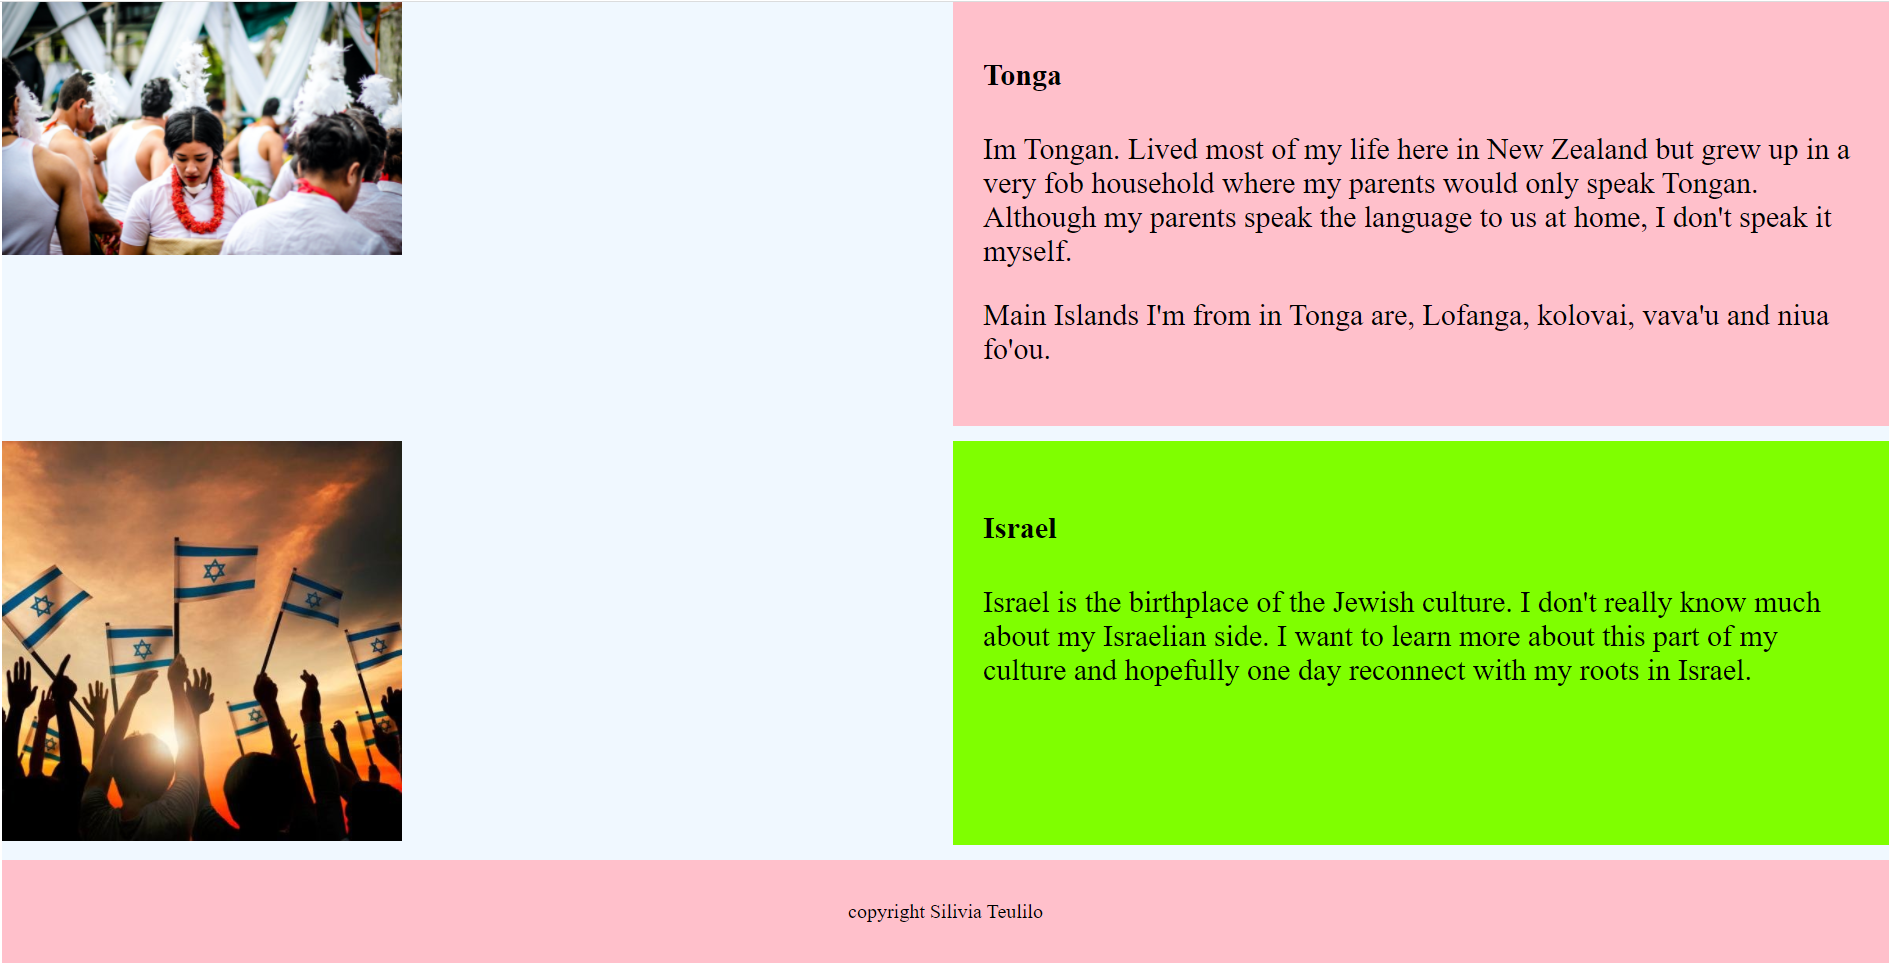 Tonga
Im Tongan. Lived most of my life here in New Zealand but grew up in a
very fob household where my parents would only speak Tongan.
Although my parents speak the language to us at home, I don't speak it
myself.
Main Islands I'm from in Tonga are, Lofanga, kolovai, vava'u and niua
fo'ou.
Israel
Israel is the birthplace of the Jewish culture. I don't really know much
about my Israelian side. I want to learn more about this part of my
culture and hopefully one day reconnect with my roots in Israel.
copyright Silivia Teulilo